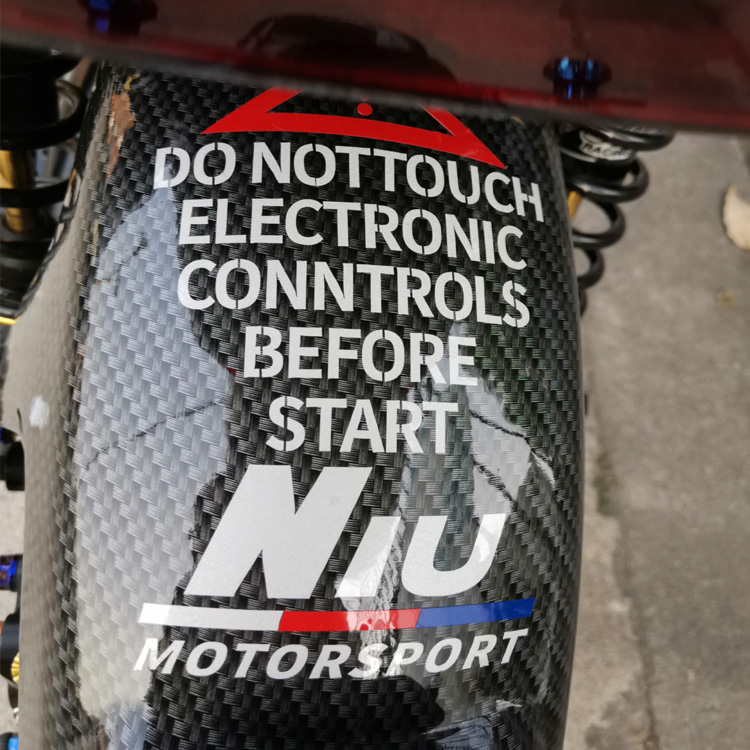 DO NOTTOUCH
ELECTRONIC
CONNTROLS
BEFORE
START
NIU
MOTORSPORT